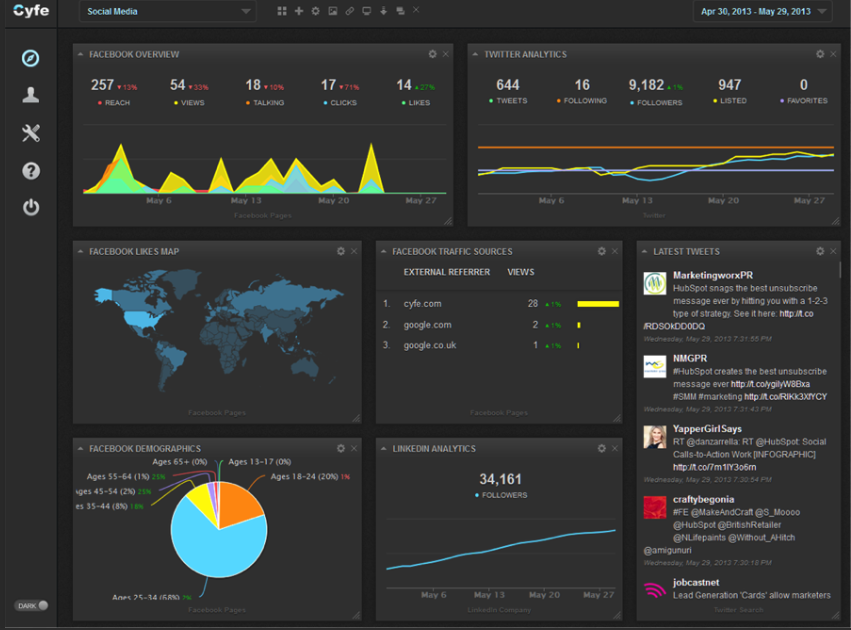 Cyfe
Social Media
Apr 30, 2013 - May 29, 2013
FACEBOOK OVERVIEW
257 ▼13% 54 ▼33% 18 ▼10% 17 ▼71% 14 ▲27%
REACH VIEWS TALKING CLICKS LIKES
May 6 May 13 May 20 May 27
Facebook Pages
TWITTER ANALYTICS
644 16 9,182 ▲1% 947 0
TWEETS FOLLOWING FOLLOWERS LISTED FAVORITES
May 6 May 13 May 20 May 27
Twitter
FACEBOOK LIKES MAP
Facebook Pages
FACEBOOK TRAFFIC SOURCES
EXTERNAL REFERRER VIEWS
1. cyfe.com 28 ▲1%
2. google.com 2 ▲1%
3. google.co.uk 1 ▲1%
Facebook Pages
LATEST TWEETS
MarketingworxPR
HubSpot snags the best unsubscribe
message ever by hitting you with a 1-2-3
type of strategy. See it here: http://t.co
/RDSOkDD0DQ
Wednesday, May 29, 2013 7:31:55 PM
NMGPR
#HubSpot creates the best unsubscribe
message ever http://t.co/ygilyW8Bxa
#SMM #marketing http://t.co/RIKk3XfYCY
Wednesday, May 29, 2013 7:31:43 PM
YapperGirlSays
RT @danzarrella: RT @HubSpot: Social
Calls-to-Action Work [INFOGRAPHIC]
http://t.co/7m1lY3o6rn
Wednesday, May 29, 2013 7:30:54 PM
craftybegonia
#FE @MakeAndCraft @S_Moooo
@HubSpot @BritishRetailer
@NLifepaints @Without_AHitch
@amigunuri
Wednesday, May 29, 2013 7:30:18 PM
jobcastnet
Lead Generation 'Cards' allow marketers
Twitter Search
FACEBOOK DEMOGRAPHICS
Ages 65+ (0%) Ages 13-17 (0%)
Ages 55-64 (1%) 25% Ages 18-24 (20%) 1%
ges 45-54 (2%) 25%
es 35-44 (8%) 18%
Ages 25-34 (68%) 2%
Facebook Pages
LINKEDIN ANALYTICS
34,161
FOLLOWERS
May 6 May 13 May 20 May 27
LinkedIn Company
DARK